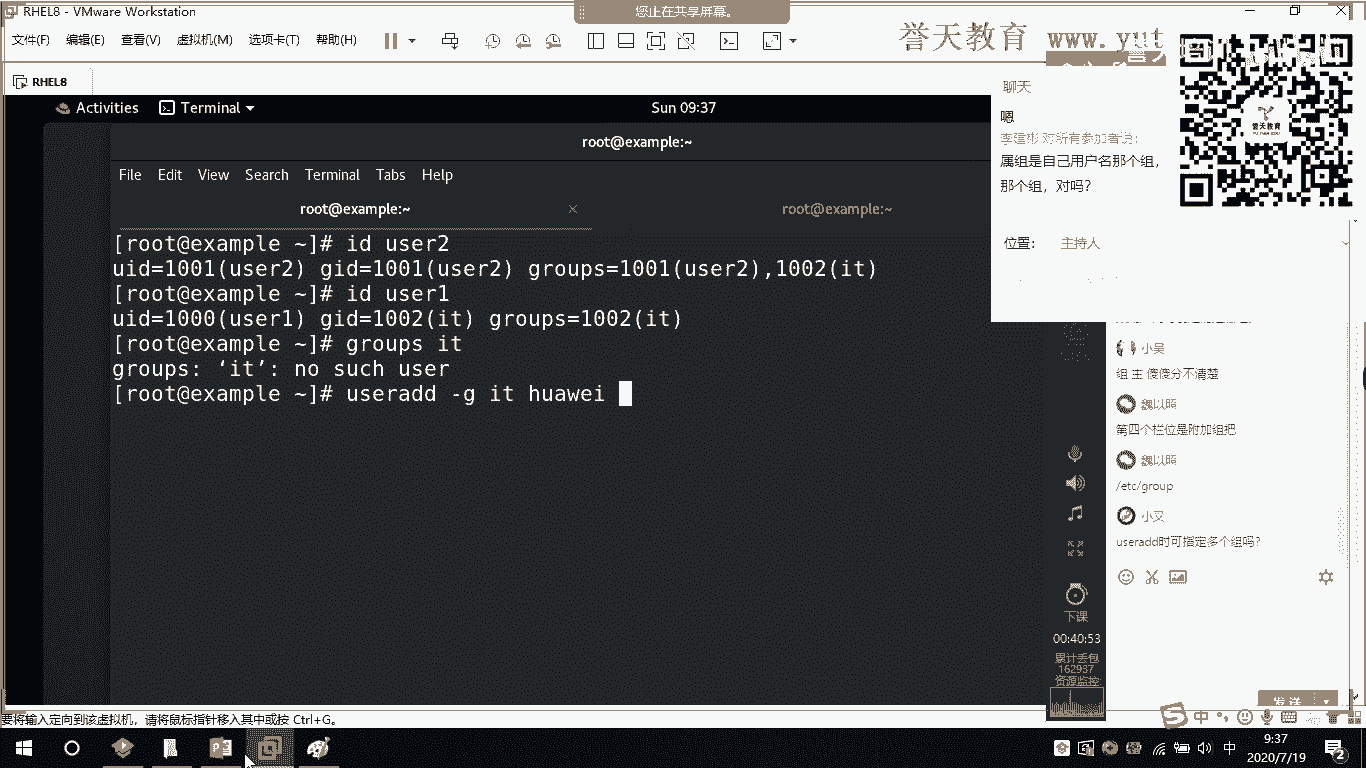 RHEL8 - VMware Workstation
您正在共享屏幕。
文件(F) 编辑(E) 查看(V) 虚拟机(M) 选项卡(T) 帮助(H)
誉天教育 www.yut
RHEL8
聊天
Activities Terminal Sun 09:37
嗯
李建彬 对所有参加者说:
属组是自己用户名那个组，
那个组，对吗?
誉天教育
root@example:~
File Edit View Search Terminal Tabs Help
root@example:~ × root@example:~
位置: 主持人
[root@example ~]# id user2
uid=1001(user2) gid=1001(user2) groups=1001(user2),1002(it)
[root@example ~]# id user1
uid=1000(user1) gid=1002(it) groups=1002(it)
[root@example ~]# groups it
groups: ‘it’: no such user
[root@example ~]# useradd -g it huawei
小吴
组 主 傻傻分不清楚
魏以照
第四个栏位是附加组把
魏以照
/etc/group
小艾
useradd时可指定多个组吗?
下课
00:40:53
累计丢包
162937
资源监控:
发送
要将输入定向到该虚拟机，请将鼠标指针移入其中或按 Ctrl+G。
中
中
9:37
2020/7/19
2